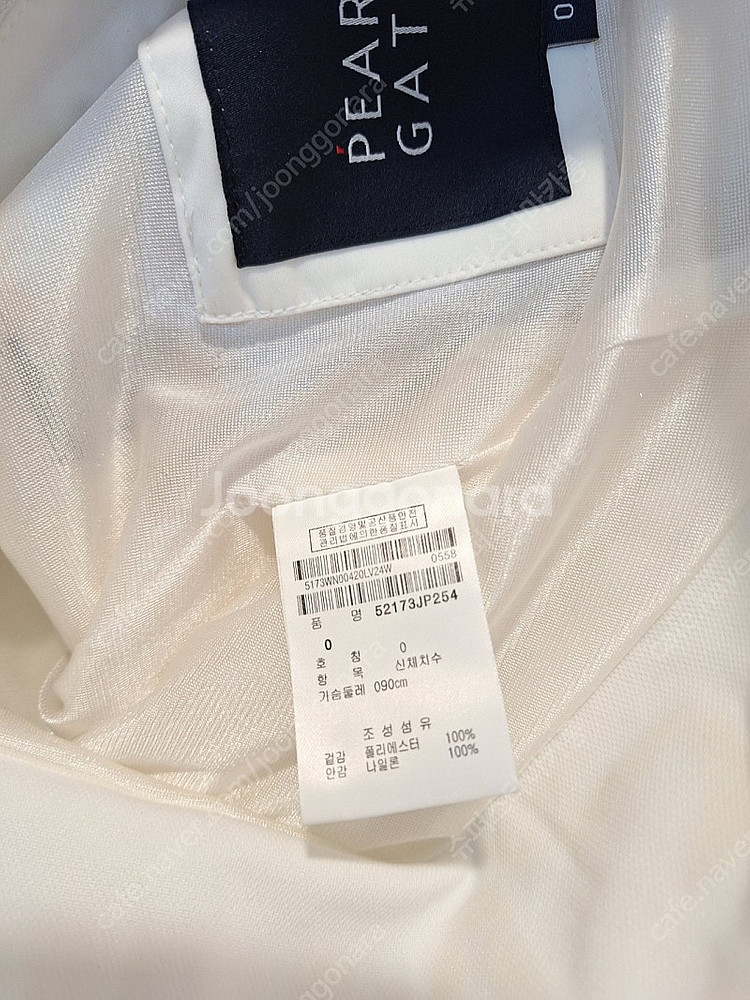 0
PEAR
GAT
Joonggonara
품질경영및공산품안전
관리법에의한품질표시
5173WN00420LV24W 0558
품 명 52173JP254
0
호 칭 0
항 목 신체치수
가슴둘레 090cm
조성섬유
겉감 폴리에스터 100%
안감 나일론 100%